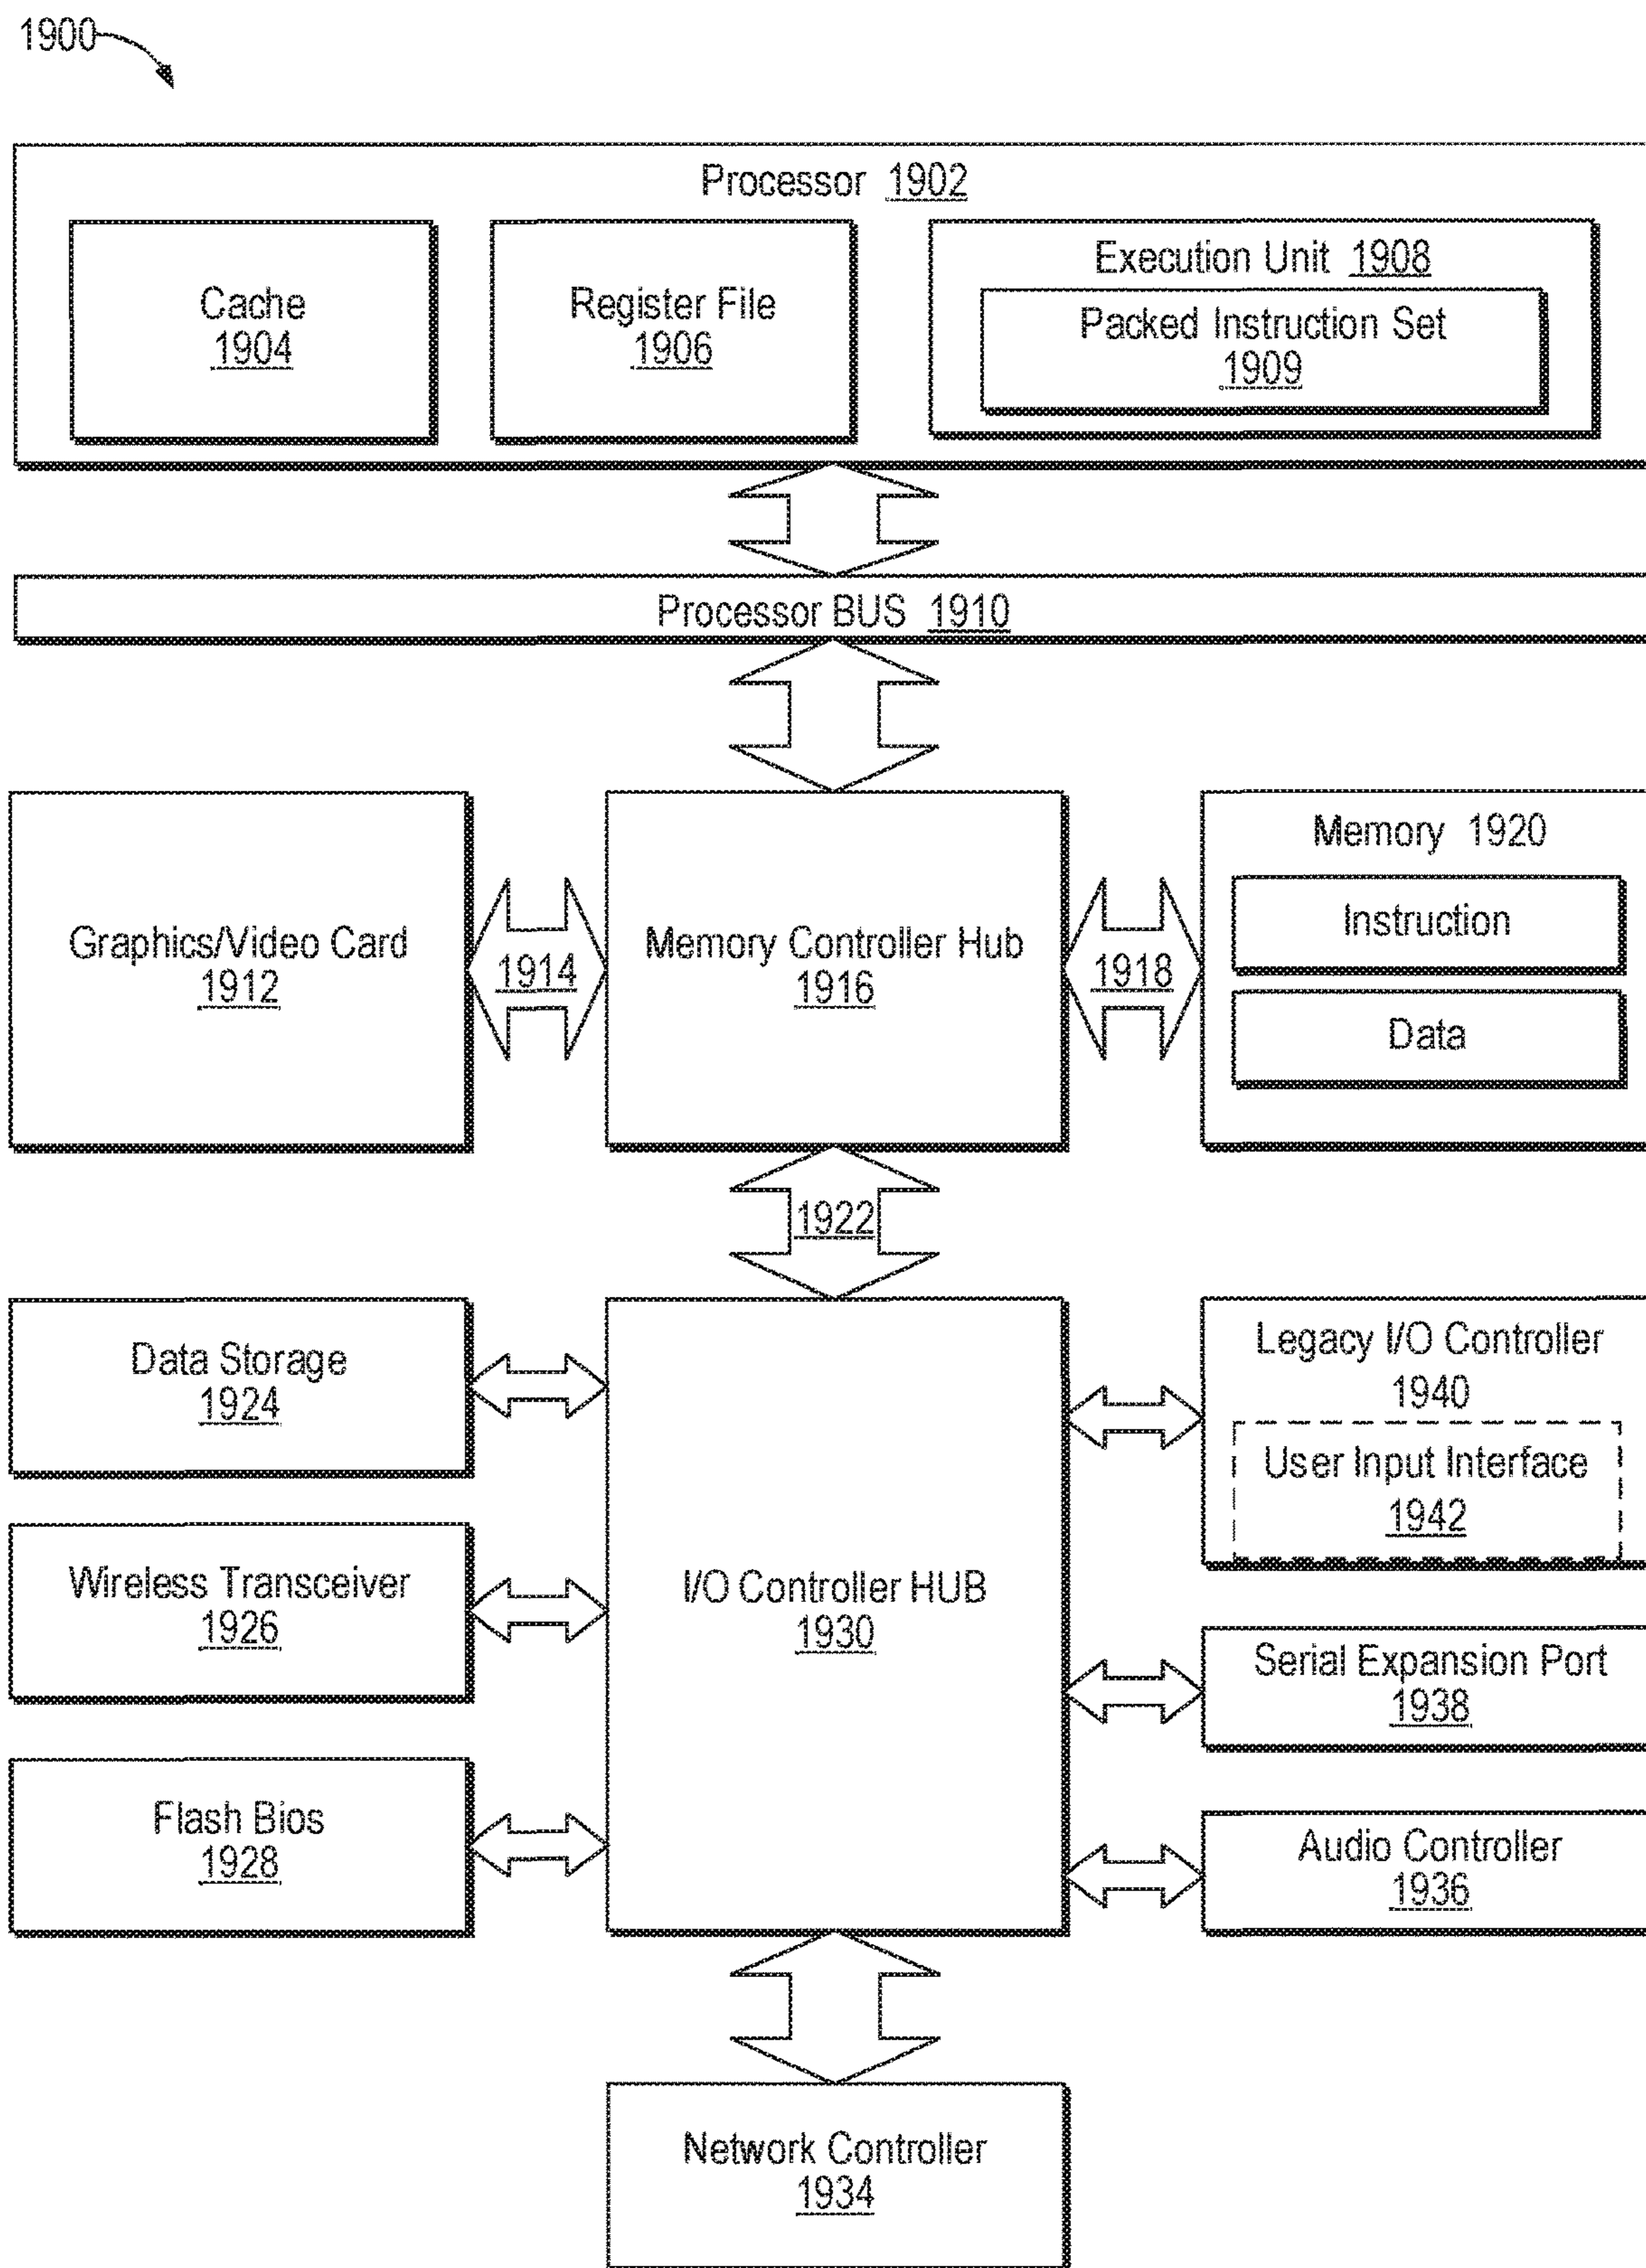 1900
Processor 1902
Cache
1904
Register File
1906
Execution Unit 1908
Packed Instruction Set
1909
Processor BUS 1910
Graphics/Video Card
1912
1914
Memory Controller Hub
1916
1918
Memory 1920
Instruction
Data
1922
Data Storage
1924
Wireless Transceiver
1926
Flash Bios
1928
I/O Controller HUB
1930
Legacy I/O Controller
1940
User Input Interface
1942
Serial Expansion Port
1938
Audio Controller
1936
Network Controller
1934